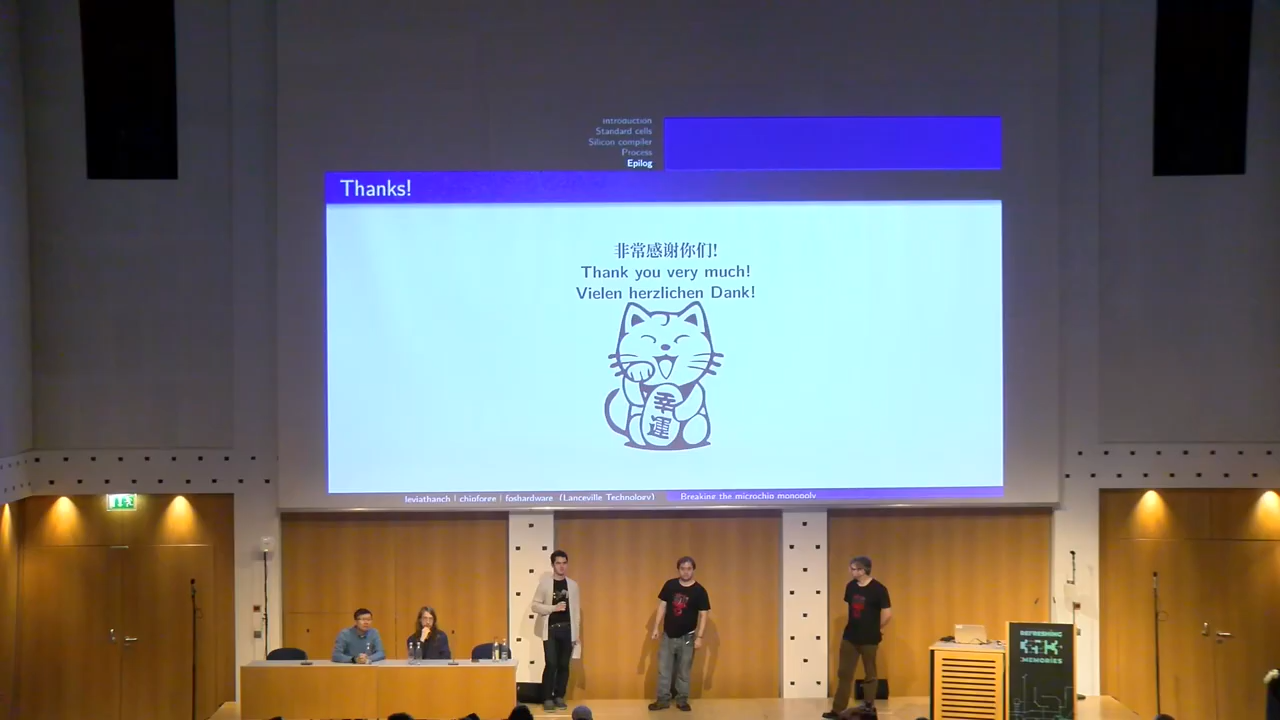 Introduction
Standard cells
Silicon compiler
Process
Epilog
Thanks!
非常感谢你们!
Thank you very much!
Vielen herzlichen Dank!
幸
運
leviathanch | chipforge | foshardware (Lanceville Technology)
Breaking the microchip monopoly
REFRESHING
MEMORIES